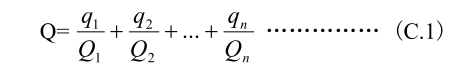 Q= q₁/Q₁ + q₂/Q₂ + ... + qₙ/Qₙ ……………… (C.1)